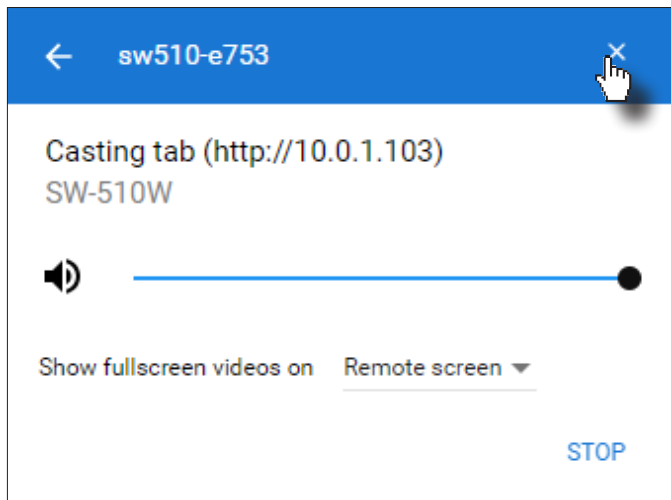 sw510-e753
Casting tab (http://10.0.1.103)
SW-510W
Show fullscreen videos on Remote screen
STOP